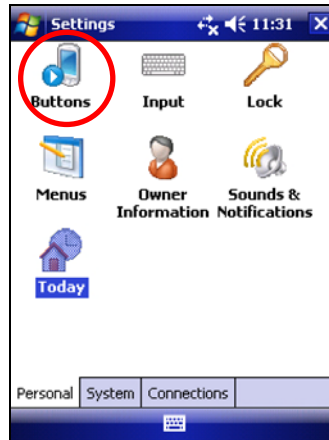 Settings 11:31
Buttons Input Lock
Menus Owner Information Sounds & Notifications
Today
Personal System Connections